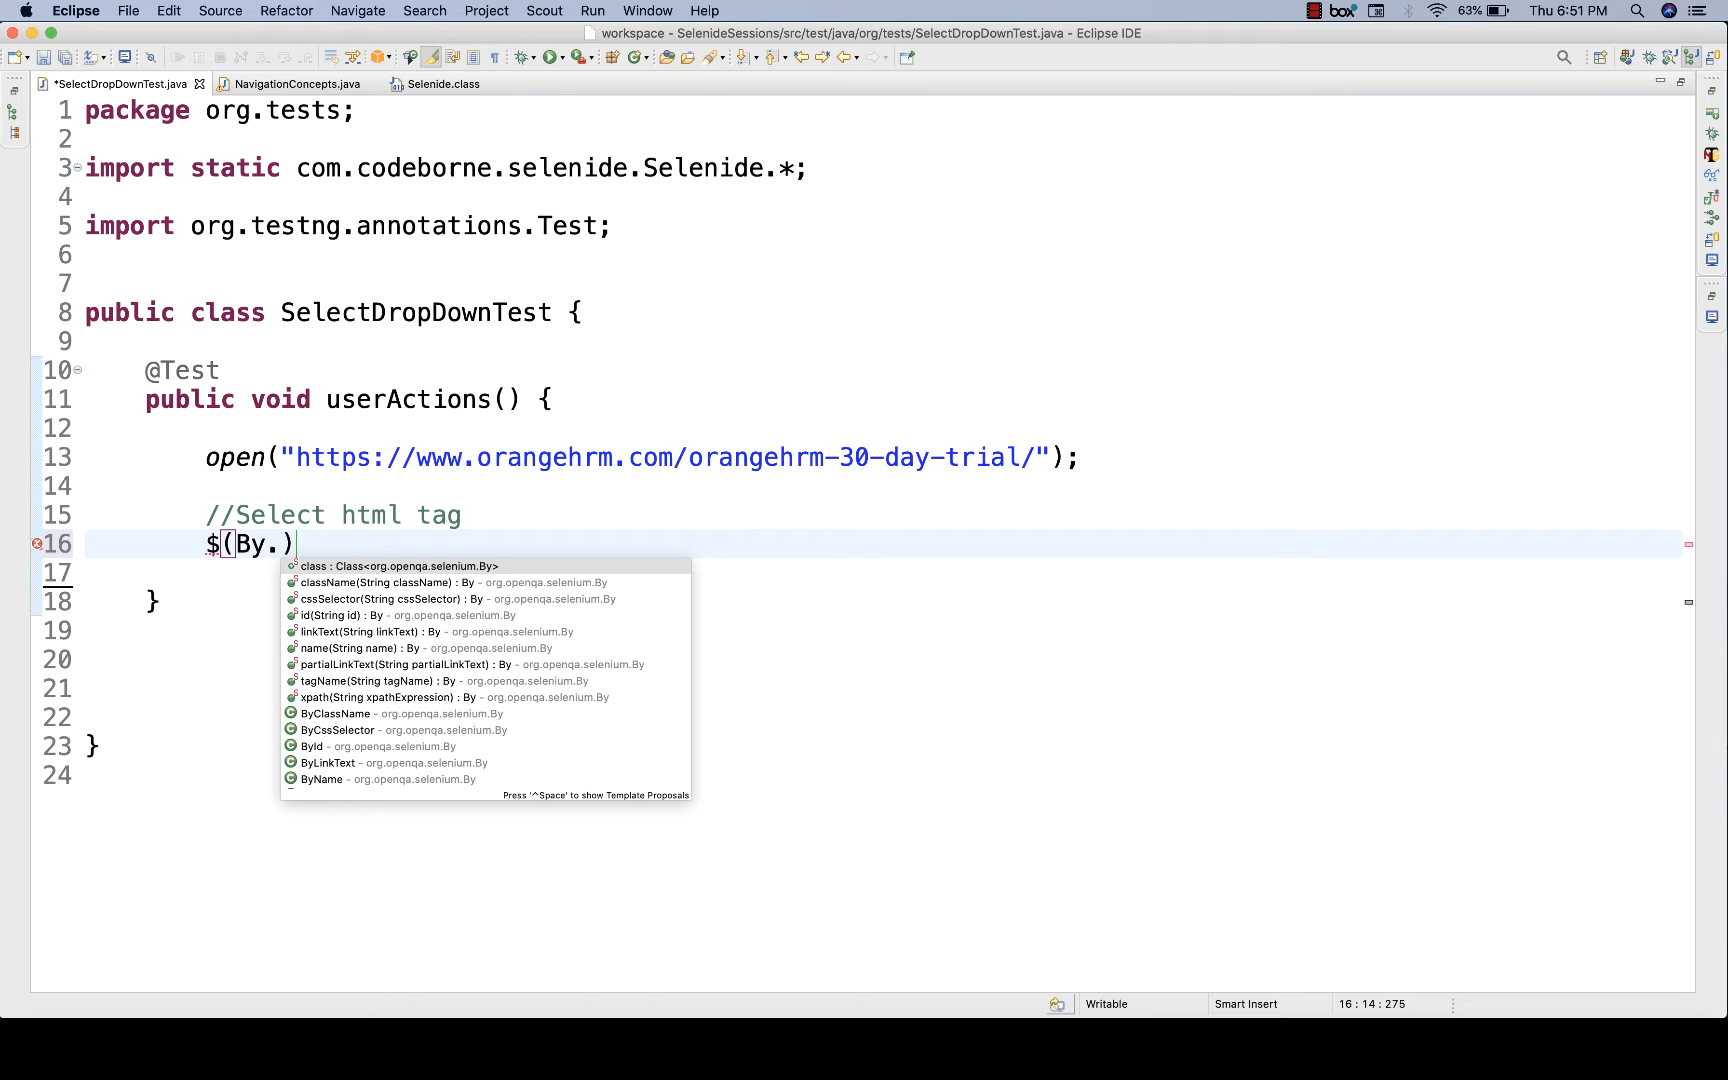 Eclipse File Edit Source Refactor Navigate Search Project Scout Run Window Help box 63% Thu 6:51 PM
workspace - SelenideSessions/src/test/java/org/tests/SelectDropDownTest.java - Eclipse IDE
*SelectDropDownTest.java NavigationConcepts.java Selenide.class
1 package org.tests;
2
3 import static com.codeborne.selenide.Selenide.*;
4
5 import org.testng.annotations.Test;
6
7
8 public class SelectDropDownTest {
9
10 @Test
11 public void userActions() {
12
13 open("https://www.orangehrm.com/orangehrm-30-day-trial/");
14
15 //Select html tag
16 $(By.)
class : Class<org.openqa.selenium.By>
17
className(String className) : By - org.openqa.selenium.By
18 }
cssSelector(String cssSelector) : By - org.openqa.selenium.By
id(String id) : By - org.openqa.selenium.By
19
linkText(String linkText) : By - org.openqa.selenium.By
name(String name) : By - org.openqa.selenium.By
20
partialLinkText(String partialLinkText) : By - org.openqa.selenium.By
tagName(String tagName) : By - org.openqa.selenium.By
21
xpath(String xpathExpression) : By - org.openqa.selenium.By
22
ByClassName - org.openqa.selenium.By
ByCssSelector - org.openqa.selenium.By
23 }
ById - org.openqa.selenium.By
ByLinkText - org.openqa.selenium.By
24
ByName - org.openqa.selenium.By
Press '^Space' to show Template Proposals
Writable Smart Insert 16 : 14 : 275